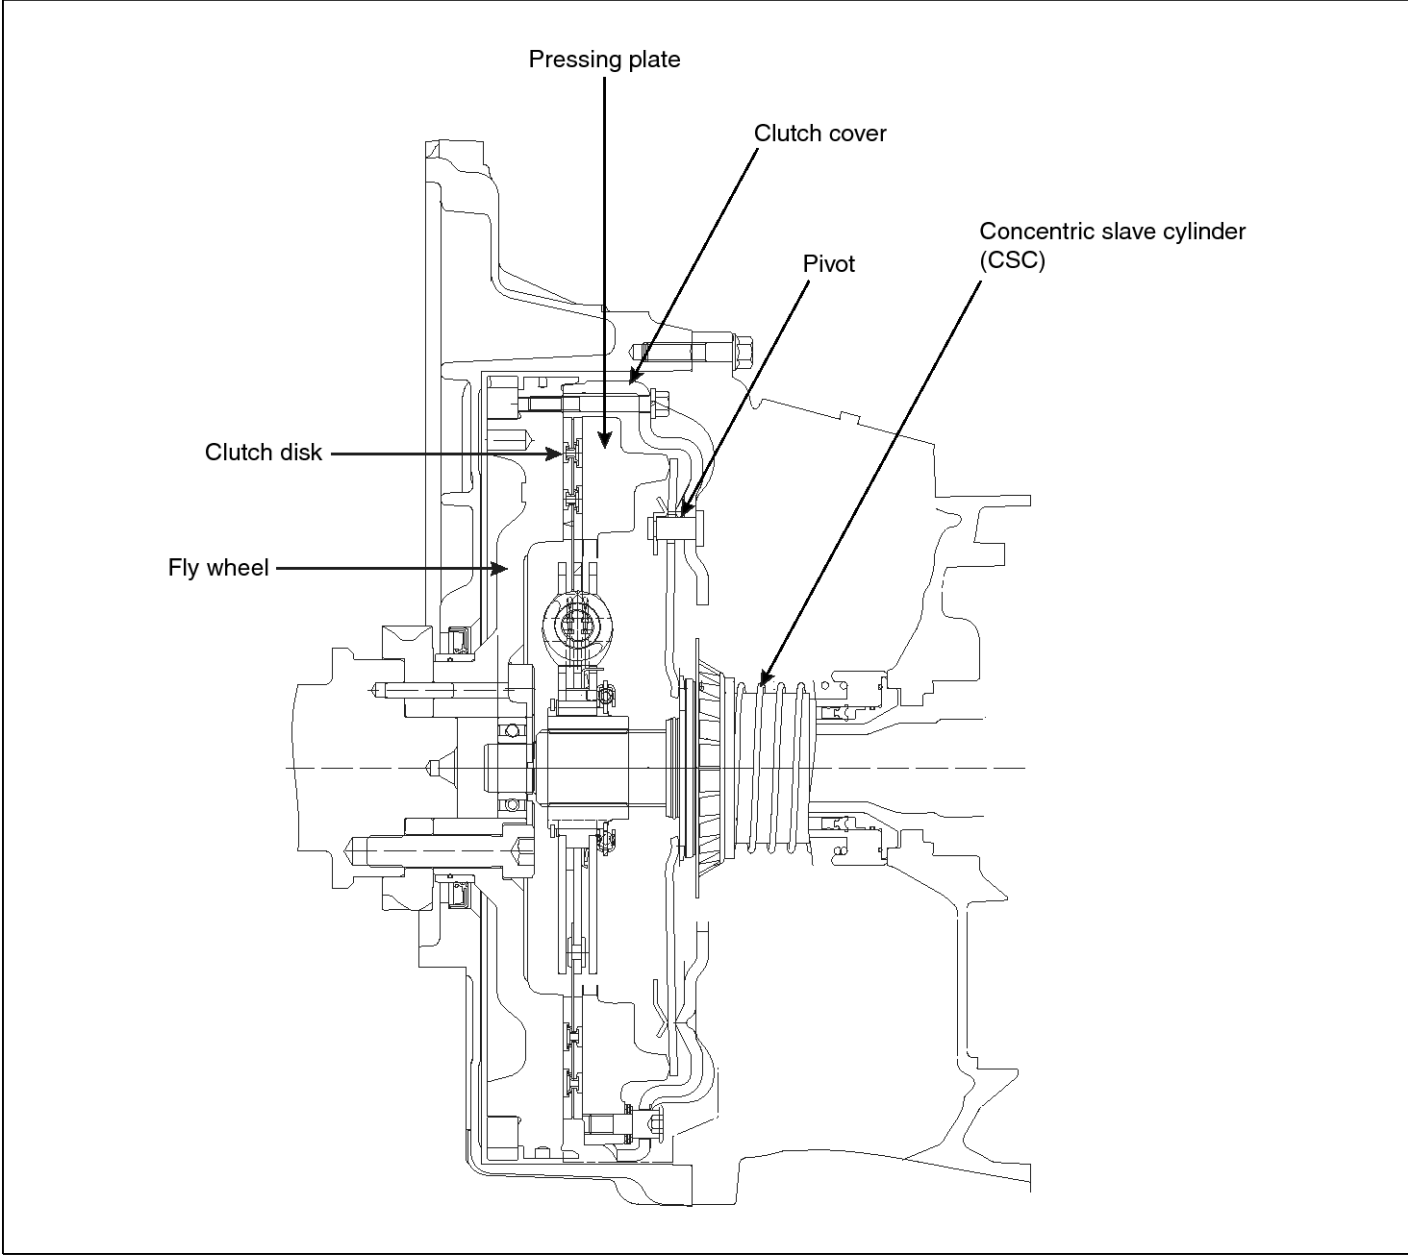 Pressing plate
Clutch cover
Concentric slave cylinder
(CSC)
Pivot
Clutch disk
Fly wheel